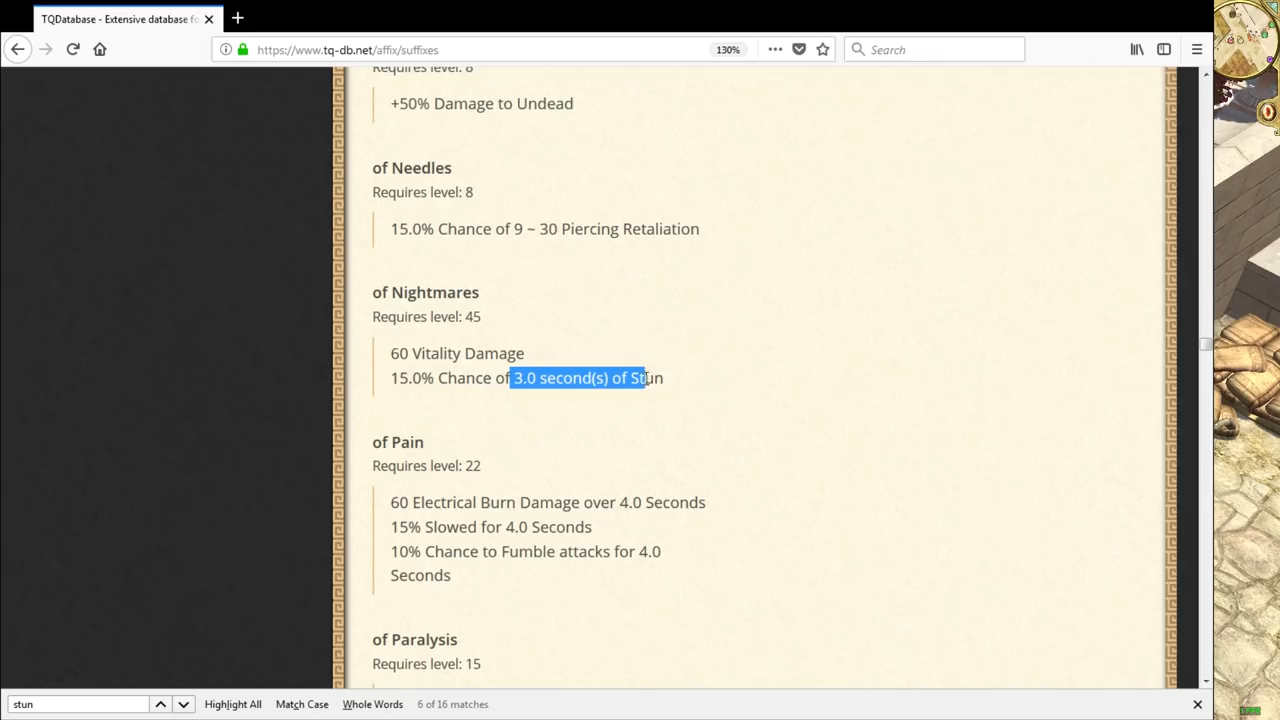 TQDatabase - Extensive database fo
https://www.tq-db.net/affix/suffixes
130%
Search
Requires level: 8
+50% Damage to Undead
of Needles
Requires level: 8
15.0% Chance of 9 ~ 30 Piercing Retaliation
of Nightmares
Requires level: 45
60 Vitality Damage
15.0% Chance of 3.0 second(s) of Stun
of Pain
Requires level: 22
60 Electrical Burn Damage over 4.0 Seconds
15% Slowed for 4.0 Seconds
10% Chance to Fumble attacks for 4.0
Seconds
of Paralysis
Requires level: 15
stun
Highlight All
Match Case
Whole Words
6 of 16 matches